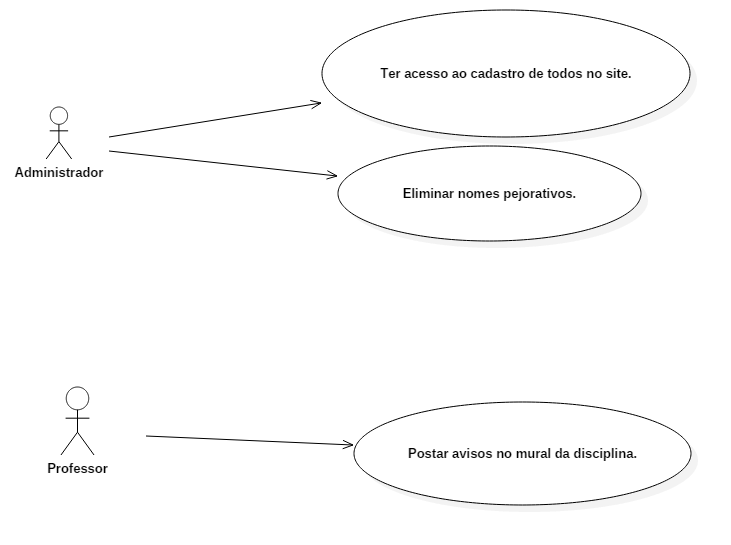 Ter acesso ao cadastro de todos no site.
Administrador
Eliminar nomes pejorativos.
Postar avisos no mural da disciplina.
Professor